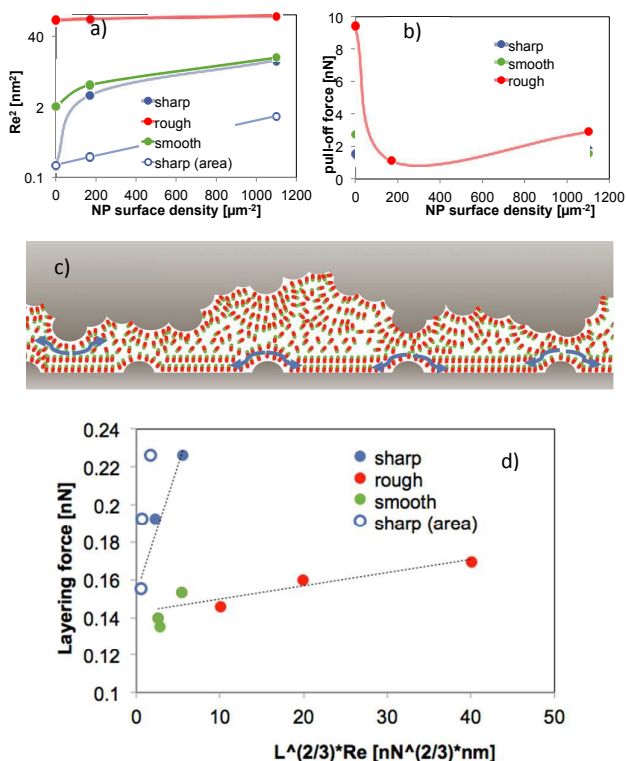 a)
Re² [nm²]
40
2
0.1
0 200 400 600 800 1000 1200
NP surface density [µm⁻²]
sharp
rough
smooth
sharp (area)
b)
pull-off force [nN]
10
8
6
4
2
0
0 200 400 600 800 1000 1200
NP surface density [µm⁻²]
sharp
smooth
rough
c)
d)
Layering force [nN]
0.24
0.22
0.2
0.18
0.16
0.14
0.12
0.1
0 10 20 30 40 50
L^(2/3)*Re [nN^(2/3)*nm]
sharp
rough
smooth
sharp (area)